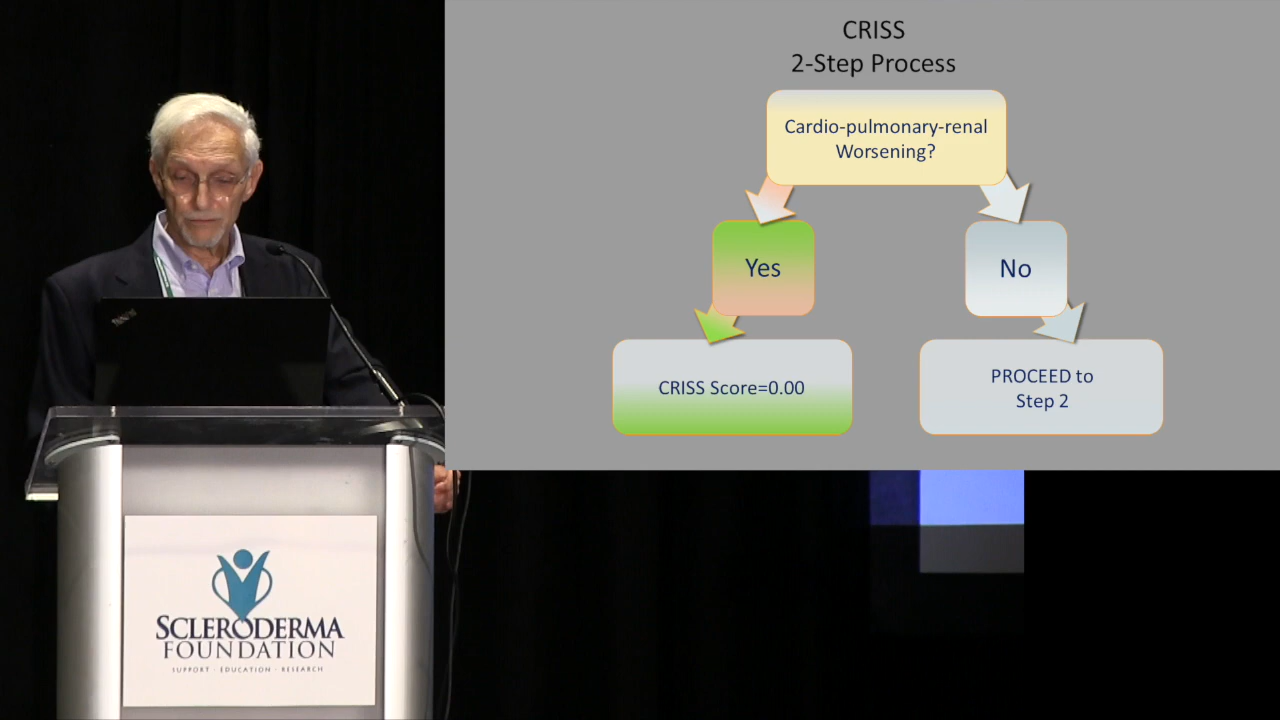 CRISS
2-Step Process
Cardio-pulmonary-renal
Worsening?
Yes
No
CRISS Score=0.00
PROCEED to
Step 2
ThinkPad
SCLERODERMA
FOUNDATION
SUPPORT · EDUCATION · RESEARCH